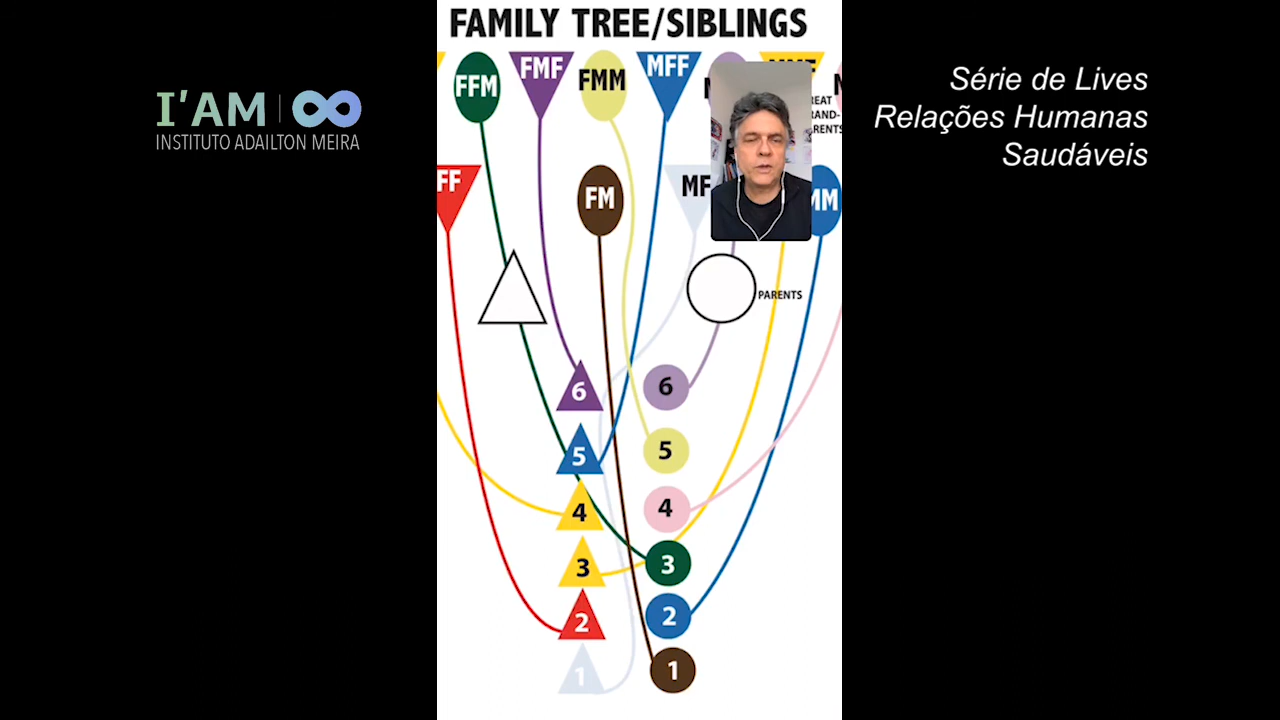 FAMILY TREE/SIBLINGS
FFM
FMF
FMM
MFF
I'AM
INSTITUTO ADAILTON MEIRA
Série de Lives
Relações Humanas
Saudáveis
FF
FM
MF
MM
PARENTS
6
6
5
5
4
4
3
3
2
2
1
1